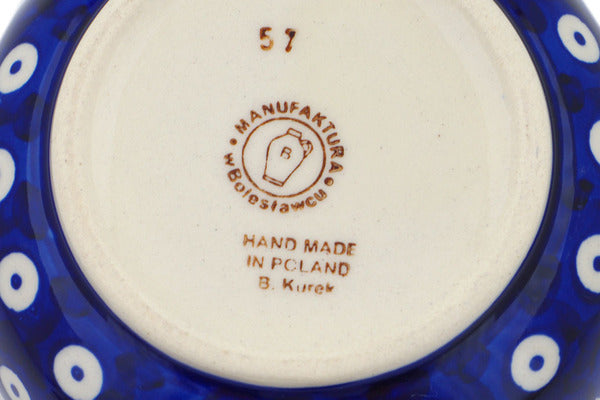 57
MANUFAKTURA
w Bolesławcu
B
HAND MADE
IN POLAND
B. Kurek